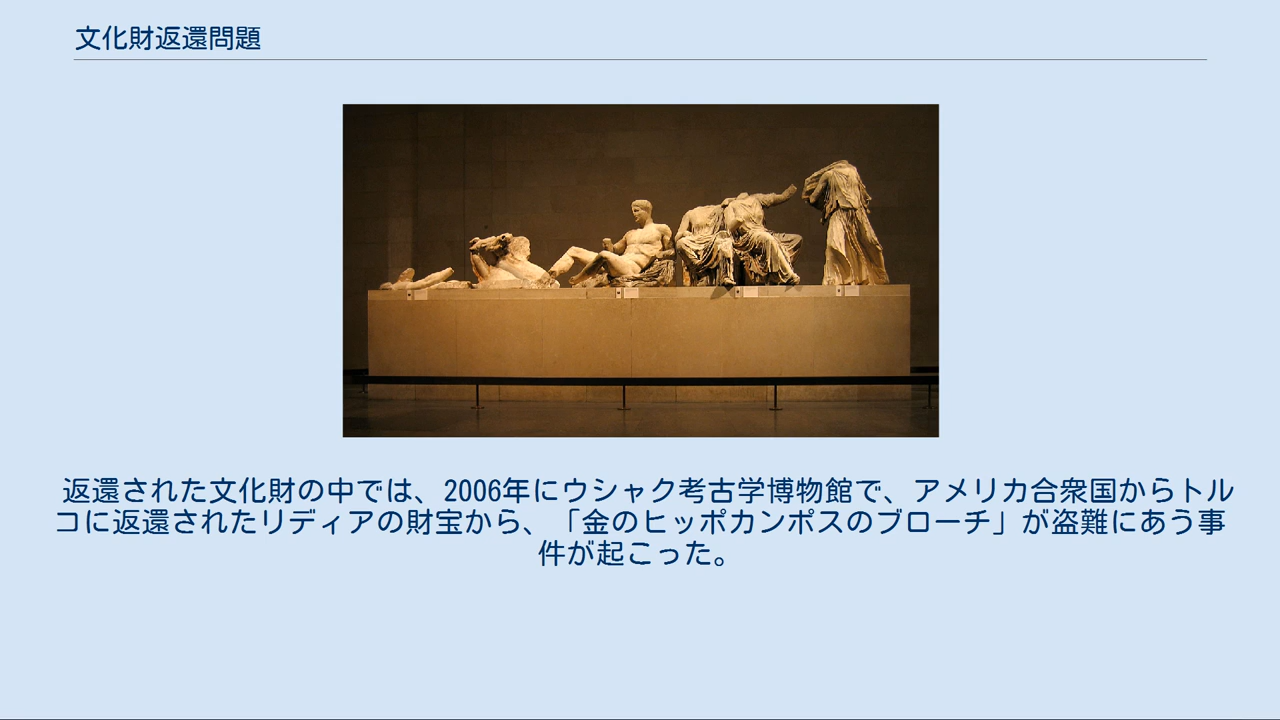 文化財返還問題
返還された文化財の中では、2006年にウシャク考古学博物館で、アメリカ合衆国からトル
コに返還されたリディアの財宝から、「金のヒッポカンポスのブローチ」が盗難にあう事
件が起こった。